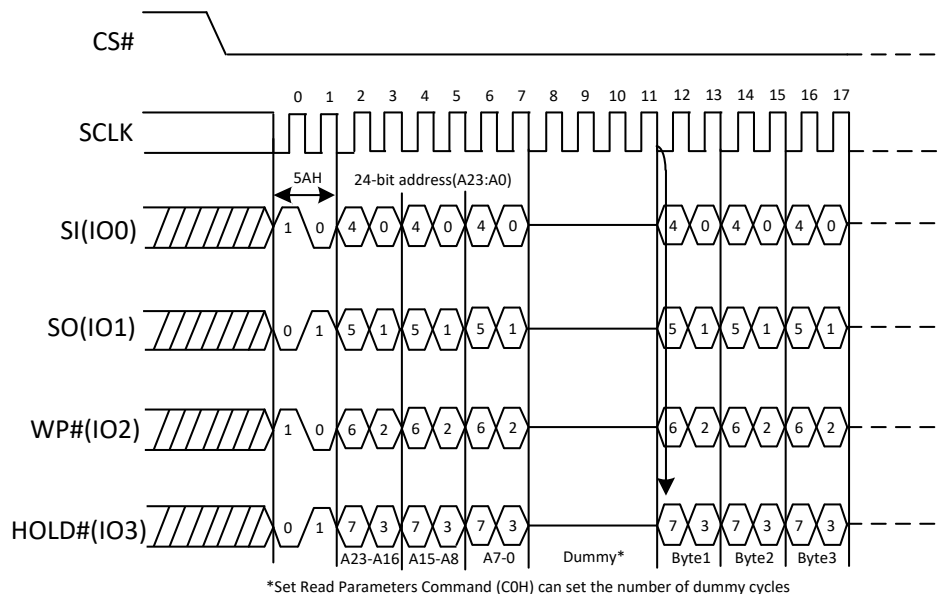 CS#
0 1 2 3 4 5 6 7 8 9 10 11 12 13 14 15 16 17
SCLK
5AH 24-bit address(A23:A0)
SI(IO0) 1 0 4 0 4 0 4 0 4 0 4 0 4 0
SO(IO1) 0 1 5 1 5 1 5 1 5 1 5 1 5 1
WP#(IO2) 1 0 6 2 6 2 6 2 6 2 6 2 6 2
HOLD#(IO3) 0 1 7 3 7 3 7 3 7 3 7 3 7 3
A23-A16 A15-A8 A7-0 Dummy* Byte1 Byte2 Byte3
*Set Read Parameters Command (C0H) can set the number of dummy cycles